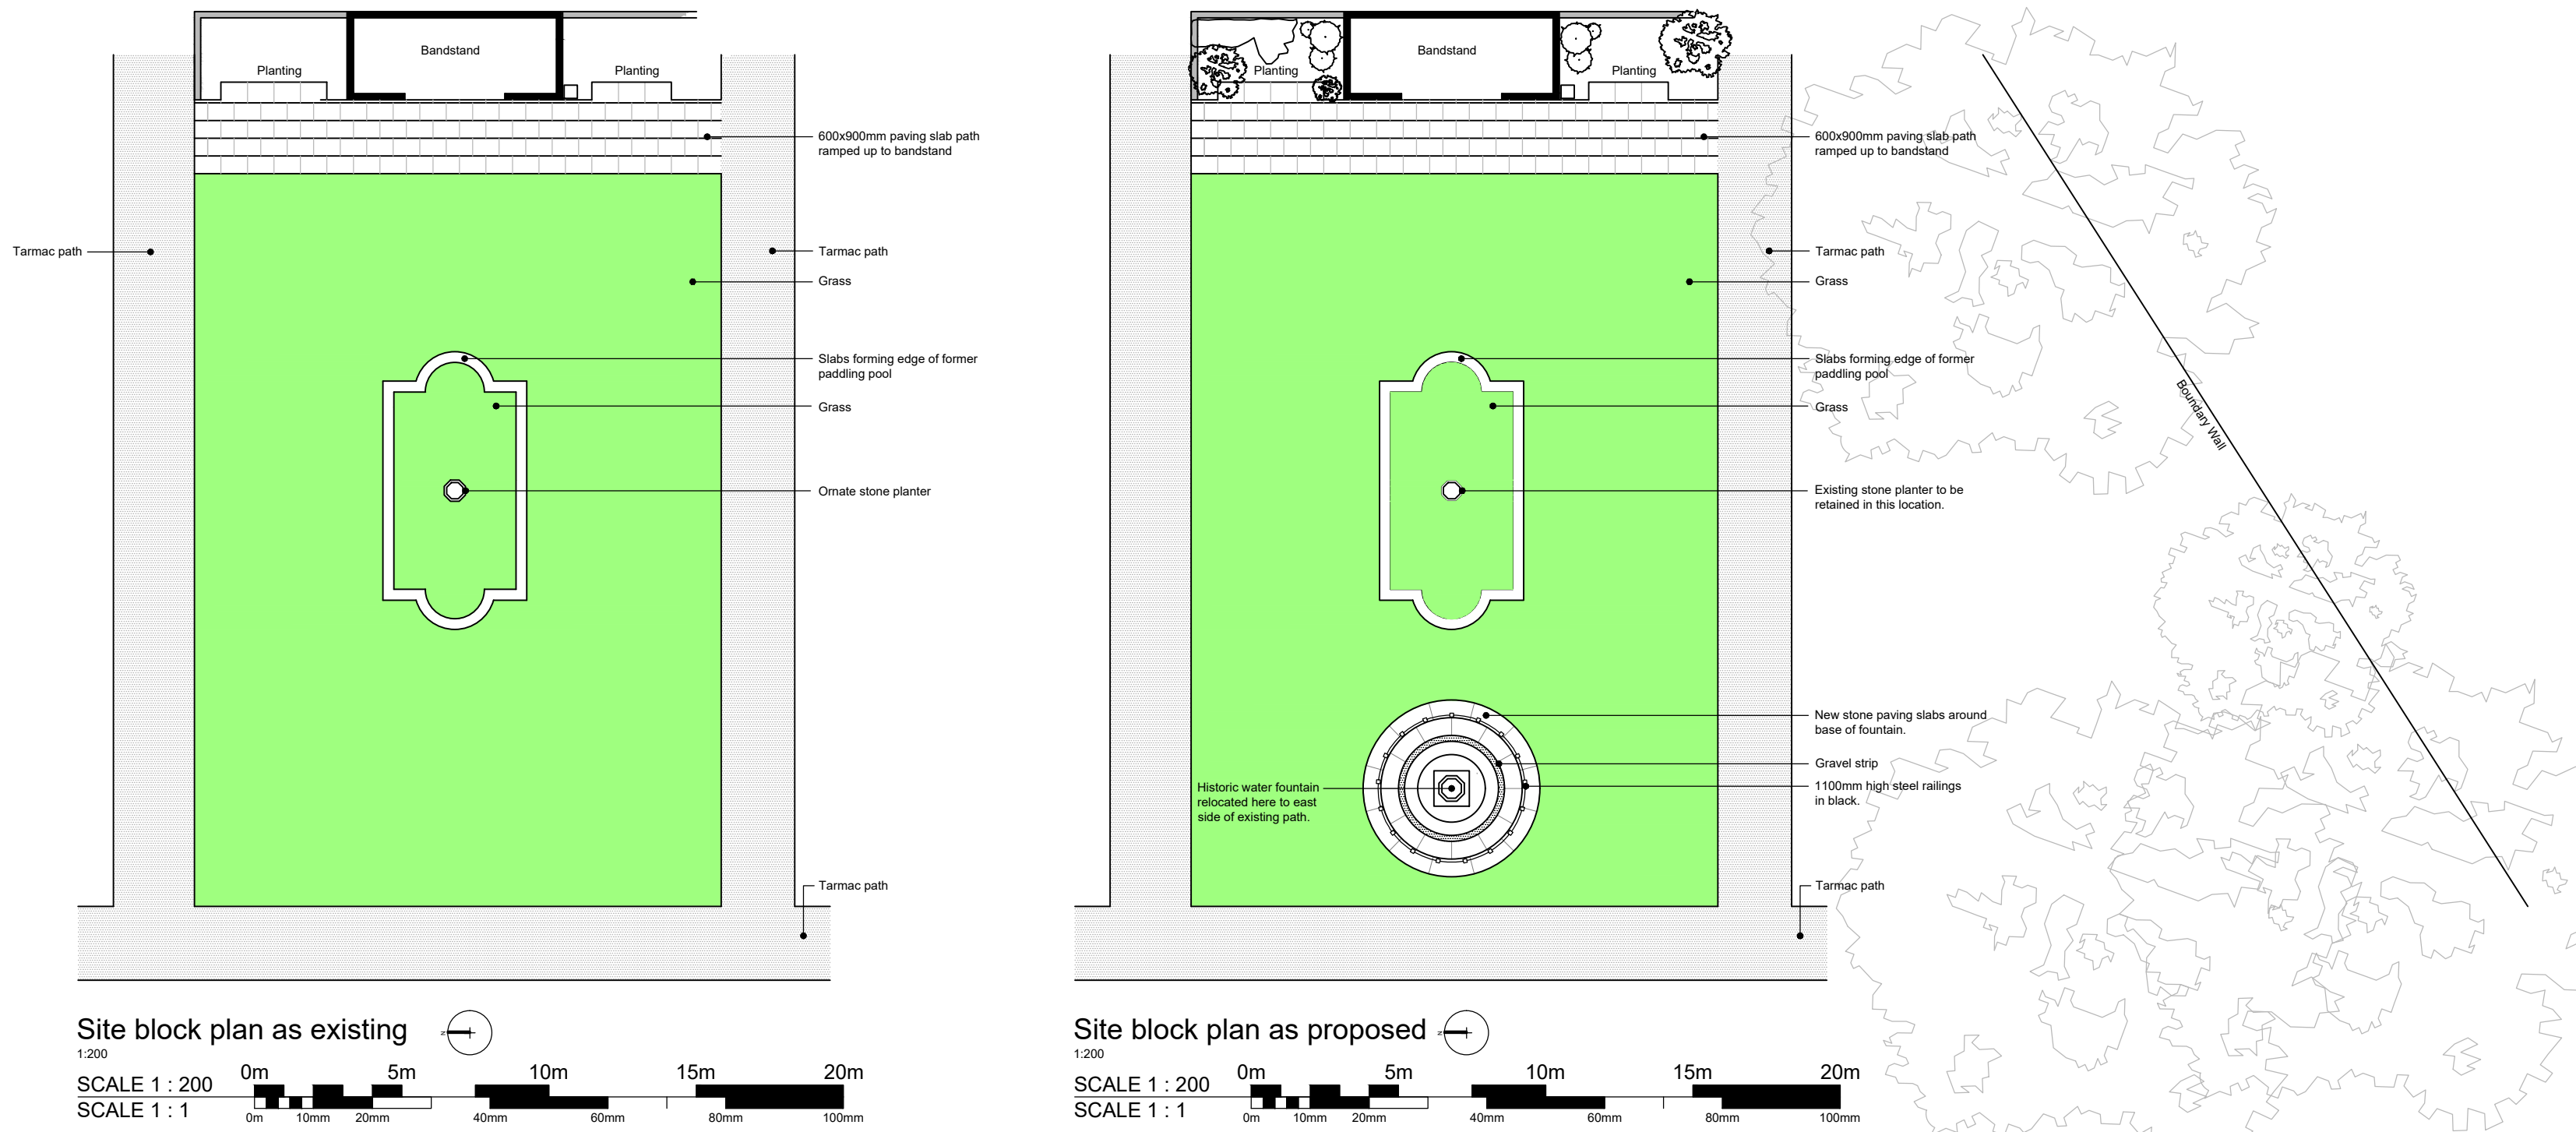 Bandstand
Planting
Planting
600x900mm paving slab path
ramped up to bandstand
Tarmac path
Tarmac path
Grass
Slabs forming edge of former
paddling pool
Grass
Ornate stone planter
Tarmac path
Site block plan as existing
N
1:200
0m 5m 10m 15m 20m
SCALE 1 : 200
SCALE 1 : 1
0m 10mm 20mm 40mm 60mm 80mm 100mm
Bandstand
Planting
Planting
600x900mm paving slab path
ramped up to bandstand
Tarmac path
Grass
Slabs forming edge of former
paddling pool
Grass
Boundary Wall
Existing stone planter to be
retained in this location.
New stone paving slabs around
base of fountain.
Gravel strip
1100mm high steel railings
in black.
Historic water fountain
relocated here to east
side of existing path.
Tarmac path
Site block plan as proposed
N
1:200
0m 5m 10m 15m 20m
SCALE 1 : 200
SCALE 1 : 1
0m 10mm 20mm 40mm 60mm 80mm 100mm